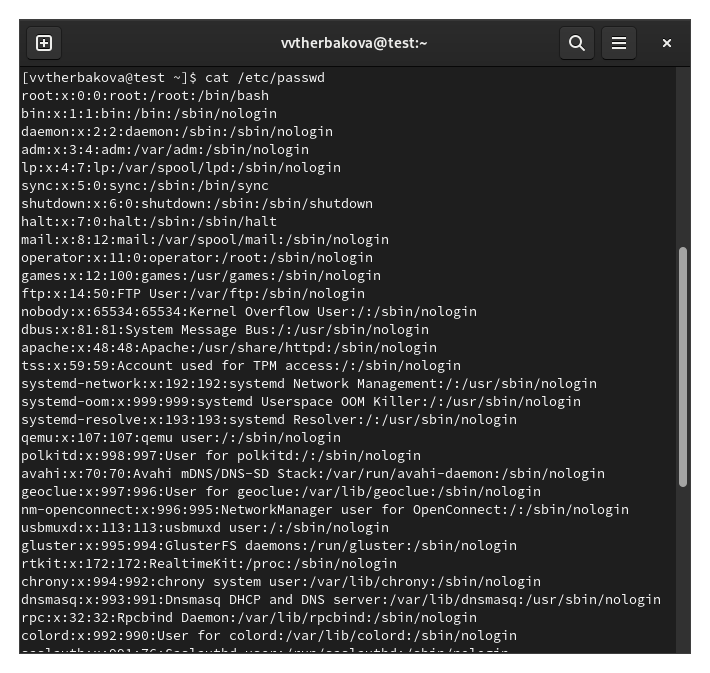 vvtherbakova@test:~
[vvtherbakova@test ~]$ cat /etc/passwd
root:x:0:0:root:/root:/bin/bash
bin:x:1:1:bin:/bin:/sbin/nologin
daemon:x:2:2:daemon:/sbin:/sbin/nologin
adm:x:3:4:adm:/var/adm:/sbin/nologin
lp:x:4:7:lp:/var/spool/lpd:/sbin/nologin
sync:x:5:0:sync:/sbin:/bin/sync
shutdown:x:6:0:shutdown:/sbin:/sbin/shutdown
halt:x:7:0:halt:/sbin:/sbin/halt
mail:x:8:12:mail:/var/spool/mail:/sbin/nologin
operator:x:11:0:operator:/root:/sbin/nologin
games:x:12:100:games:/usr/games:/sbin/nologin
ftp:x:14:50:FTP User:/var/ftp:/sbin/nologin
nobody:x:65534:65534:Kernel Overflow User:/:/sbin/nologin
dbus:x:81:81:System Message Bus:/:/usr/sbin/nologin
apache:x:48:48:Apache:/usr/share/httpd:/sbin/nologin
tss:x:59:59:Account used for TPM access:/:/sbin/nologin
systemd-network:x:192:192:systemd Network Management:/:/usr/sbin/nologin
systemd-oom:x:999:999:systemd Userspace OOM Killer:/:/usr/sbin/nologin
systemd-resolve:x:193:193:systemd Resolver:/:/usr/sbin/nologin
qemu:x:107:107:qemu user:/:/sbin/nologin
polkitd:x:998:997:User for polkitd:/:/sbin/nologin
avahi:x:70:70:Avahi mDNS/DNS-SD Stack:/var/run/avahi-daemon:/sbin/nologin
geoclue:x:997:996:User for geoclue:/var/lib/geoclue:/sbin/nologin
nm-openconnect:x:996:995:NetworkManager user for OpenConnect:/:/sbin/nologin
usbmuxd:x:113:113:usbmuxd user:/:/sbin/nologin
gluster:x:995:994:GlusterFS daemons:/run/gluster:/sbin/nologin
rtkit:x:172:172:RealtimeKit:/proc:/sbin/nologin
chrony:x:994:992:chrony system user:/var/lib/chrony:/sbin/nologin
dnsmasq:x:993:991:Dnsmasq DHCP and DNS server:/var/lib/dnsmasq:/usr/sbin/nologin
rpc:x:32:32:Rpcbind Daemon:/var/lib/rpcbind:/sbin/nologin
colord:x:992:990:User for colord:/var/lib/colord:/sbin/nologin